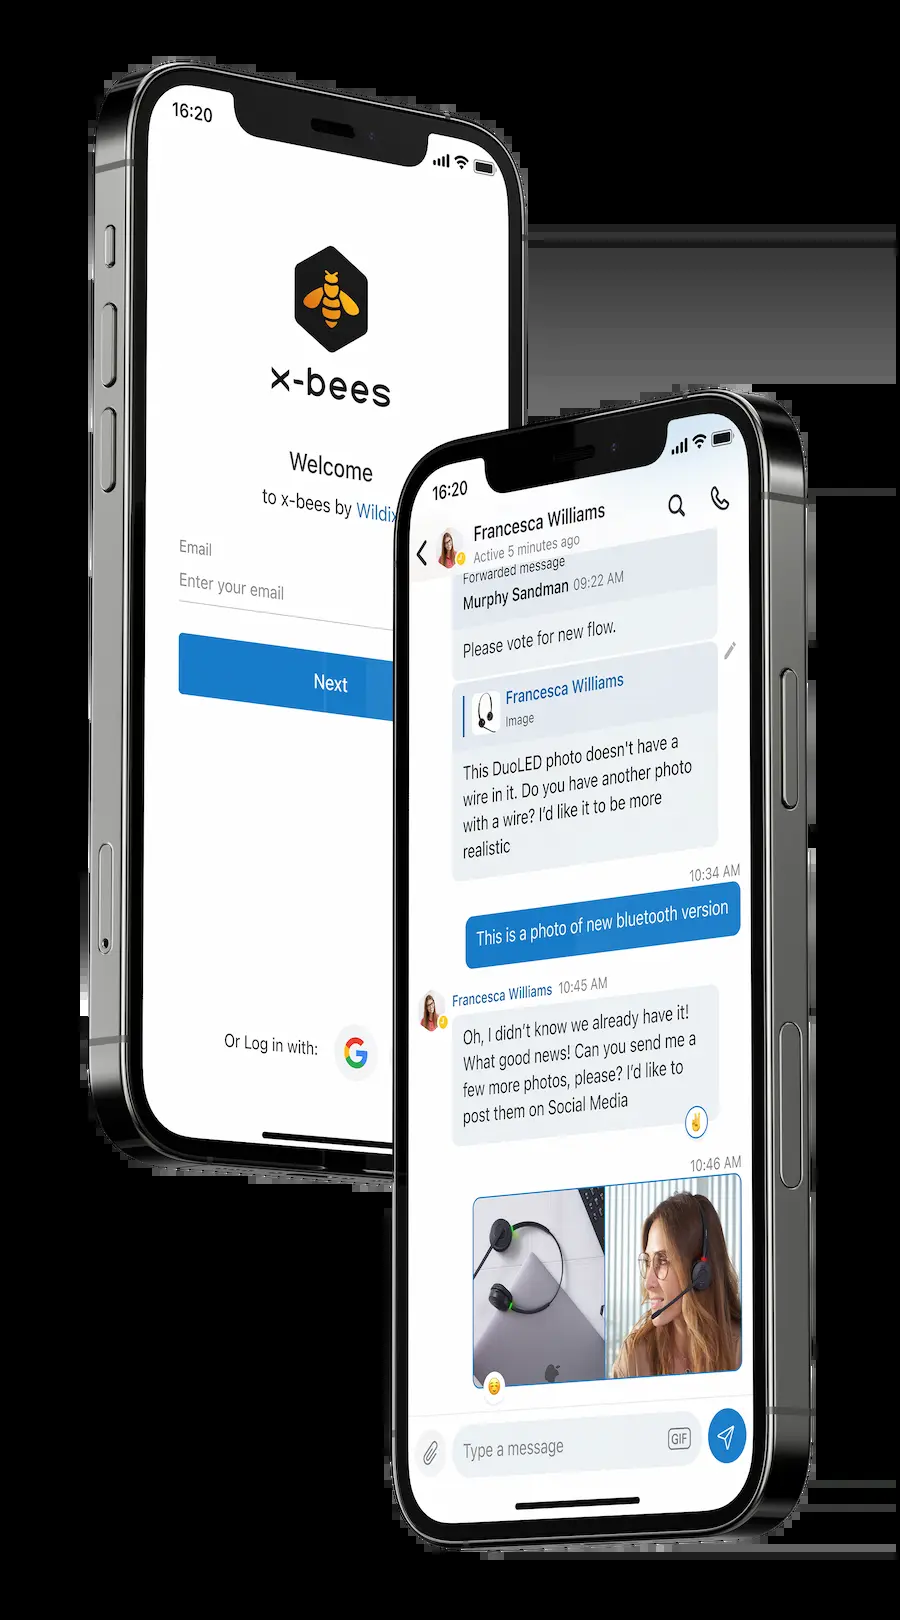 16:20
x-bees
Welcome
to x-bees by Wildix
Email
Enter your email
Next
Or Log in with:
16:20
Francesca Williams
Active 5 minutes ago
Forwarded message
Murphy Sandman 09:22 AM
Please vote for new flow.
Francesca Williams
Image
This DuoLED photo doesn't have a
wire in it. Do you have another photo
with a wire? I'd like it to be more
realistic
10:34 AM
This is a photo of new bluetooth version
Francesca Williams 10:45 AM
Oh, I didn't know we already have it!
What good news! Can you send me a
few more photos, please? I'd like to
post them on Social Media
10:46 AM
Type a message
GIF